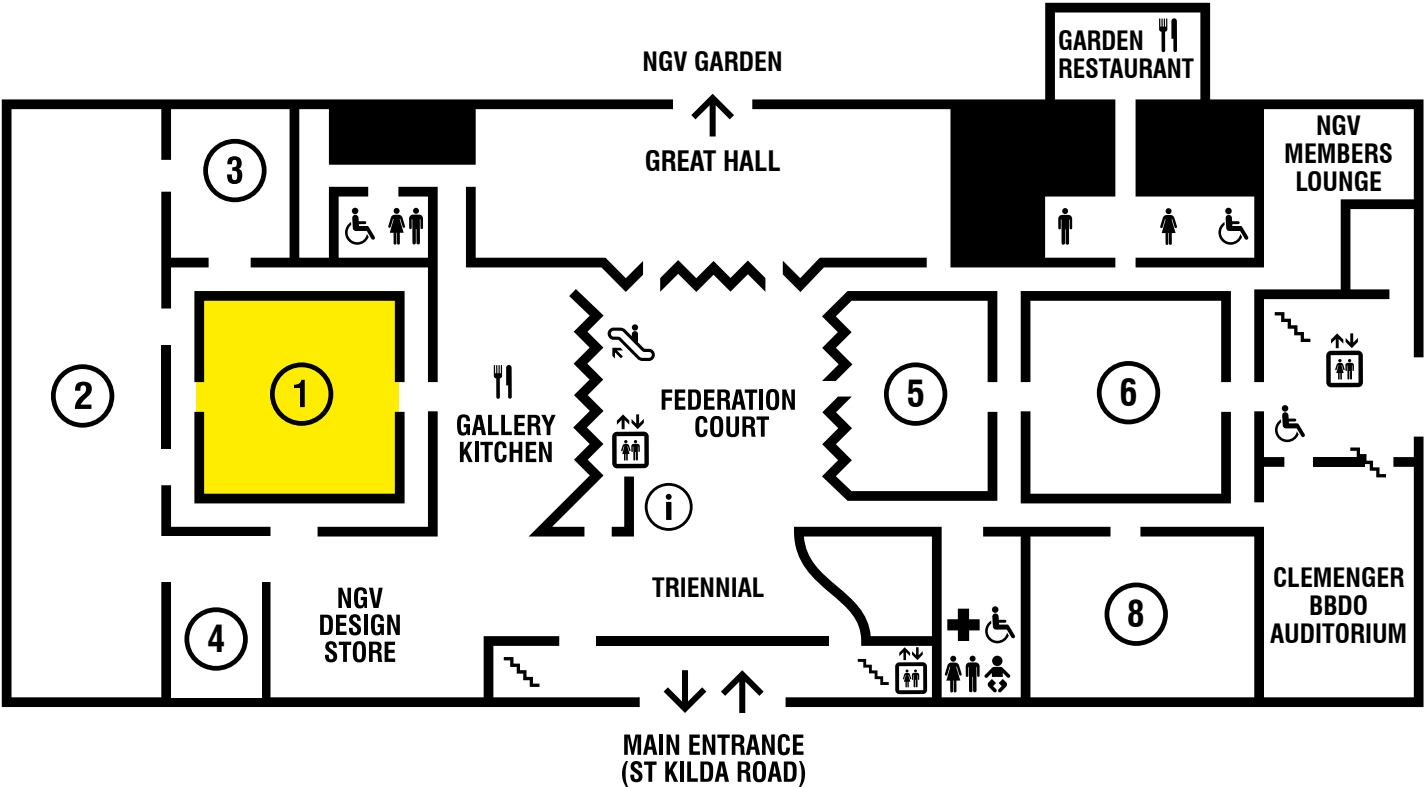 GARDEN
RESTAURANT
NGV GARDEN
GREAT HALL
NGV
MEMBERS
LOUNGE
3
1
2
GALLERY
KITCHEN
FEDERATION
COURT
5
6
i
NGV
DESIGN
STORE
4
TRIENNIAL
8
CLEMENGER
BBDO
AUDITORIUM
MAIN ENTRANCE
(ST KILDA ROAD)